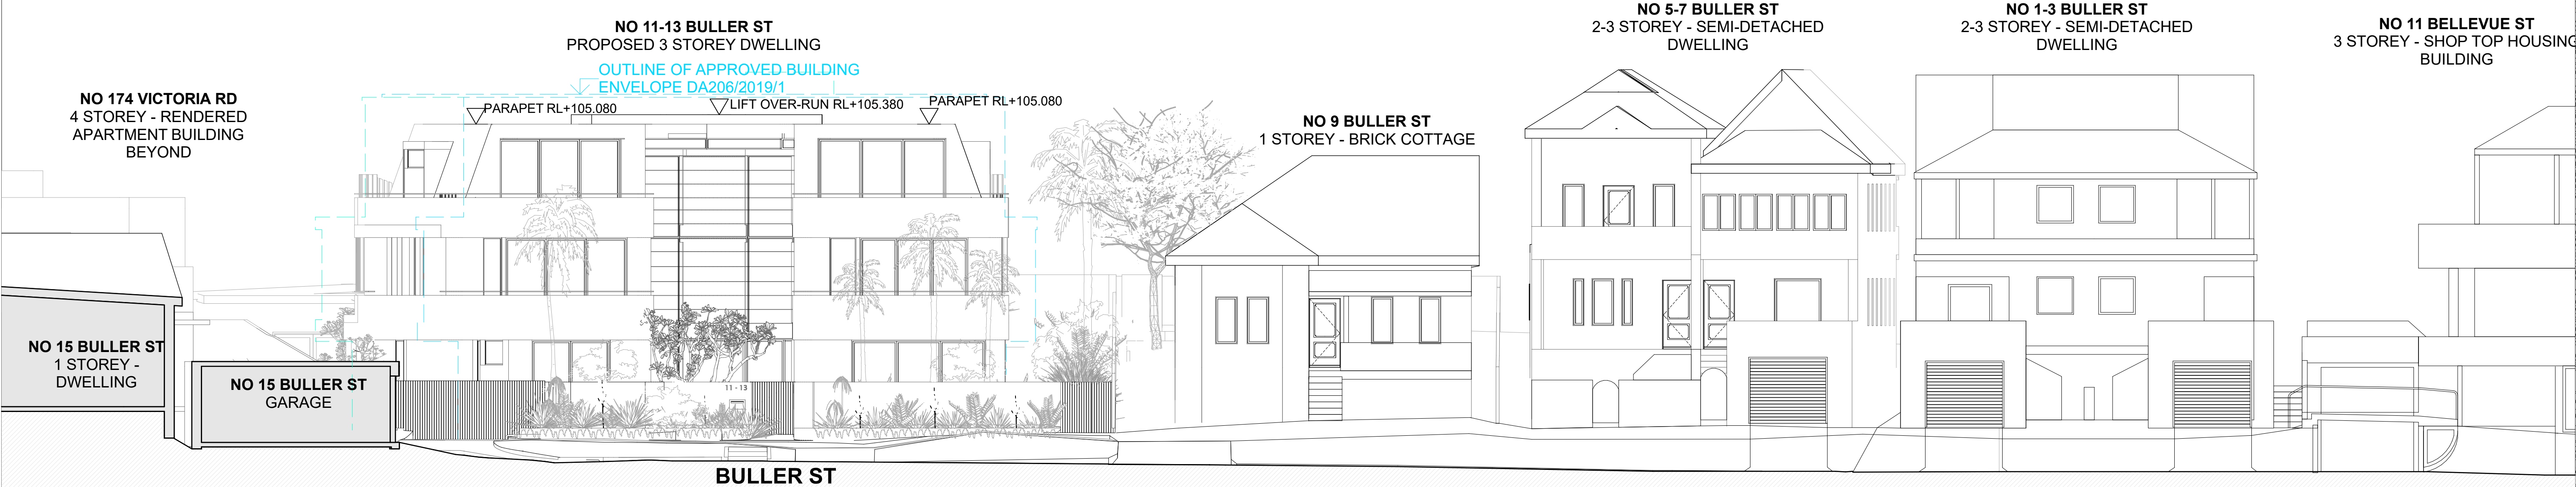 NO 174 VICTORIA RD
4 STOREY - RENDERED
APARTMENT BUILDING
BEYOND
NO 11-13 BULLER ST
PROPOSED 3 STOREY DWELLING
OUTLINE OF APPROVED BUILDING
ENVELOPE DA206/2019/1
PARAPET RL+105.080
LIFT OVER-RUN RL+105.380
PARAPET RL+105.080
NO 9 BULLER ST
1 STOREY - BRICK COTTAGE
NO 5-7 BULLER ST
2-3 STOREY - SEMI-DETACHED
DWELLING
NO 1-3 BULLER ST
2-3 STOREY - SEMI-DETACHED
DWELLING
NO 11 BELLEVUE ST
3 STOREY - SHOP TOP HOUSING
BUILDING
NO 15 BULLER ST
1 STOREY -
DWELLING
NO 15 BULLER ST
GARAGE
11 - 13
BULLER ST